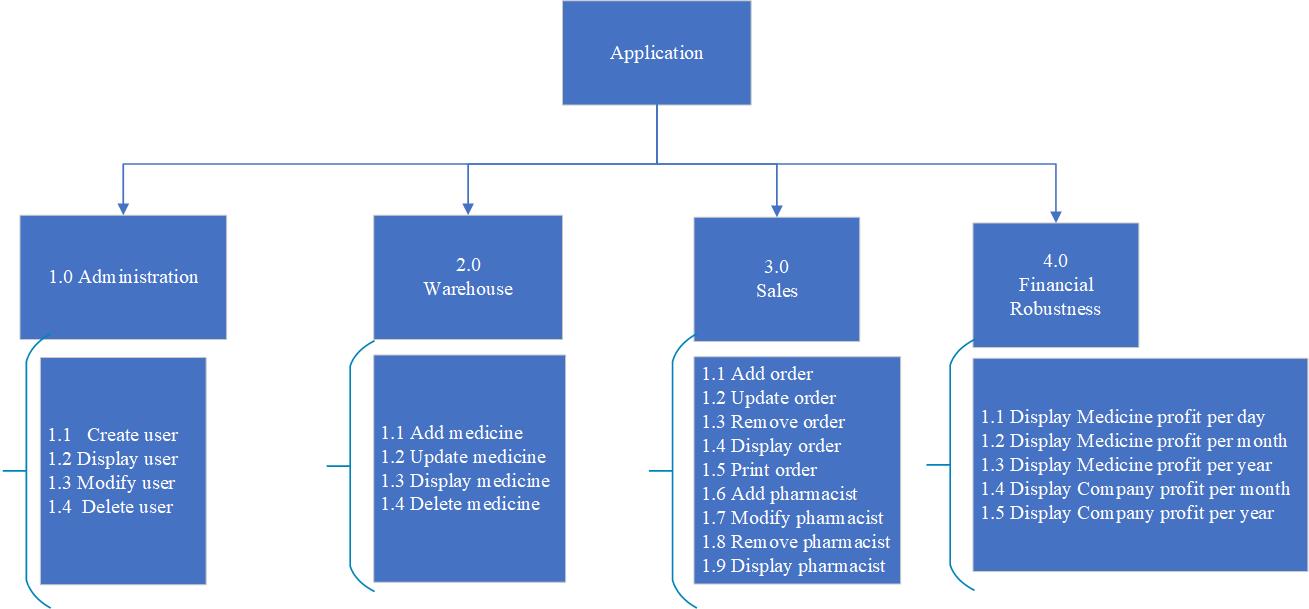 Application
1.0 Administration
2.0
Warehouse
3.0
Sales
4.0
Financial
Robustness
1.1 Create user
1.2 Display user
1.3 Modify user
1.4 Delete user
1.1 Add medicine
1.2 Update medicine
1.3 Display medicine
1.4 Delete medicine
1.1 Add order
1.2 Update order
1.3 Remove order
1.4 Display order
1.5 Print order
1.6 Add pharmacist
1.7 Modify pharmacist
1.8 Remove pharmacist
1.9 Display pharmacist
1.1 Display Medicine profit per day
1.2 Display Medicine profit per month
1.3 Display Medicine profit per year
1.4 Display Company profit per month
1.5 Display Company profit per year